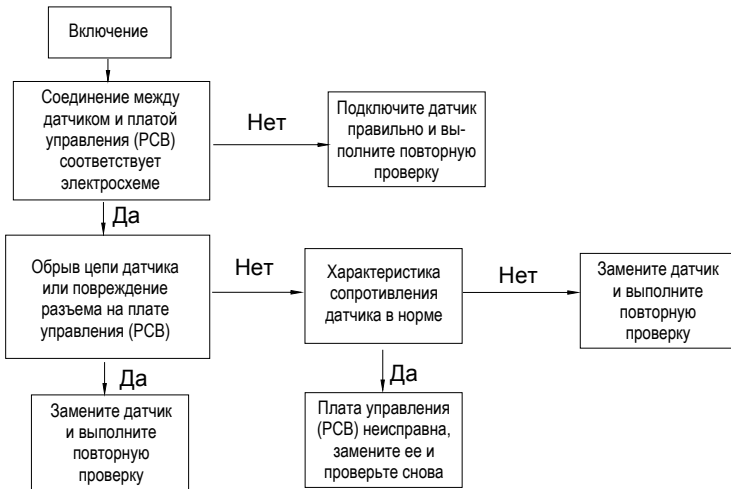 Включение
Соединение между
датчиком и платой
управления (PCB)
соответствует
электросхеме
Нет
Подключите датчик
правильно и вы-
полните повторную
проверку
Да
Обрыв цепи датчика
или повреждение
разъема на плате
управления (PCB)
Нет
Характеристика
сопротивления
датчика в норме
Нет
Замените датчик
и выполните
повторную
проверку
Да
Замените датчик
и выполните
повторную
проверку
Да
Плата управления
(PCB) неисправна,
замените ее и
проверьте снова